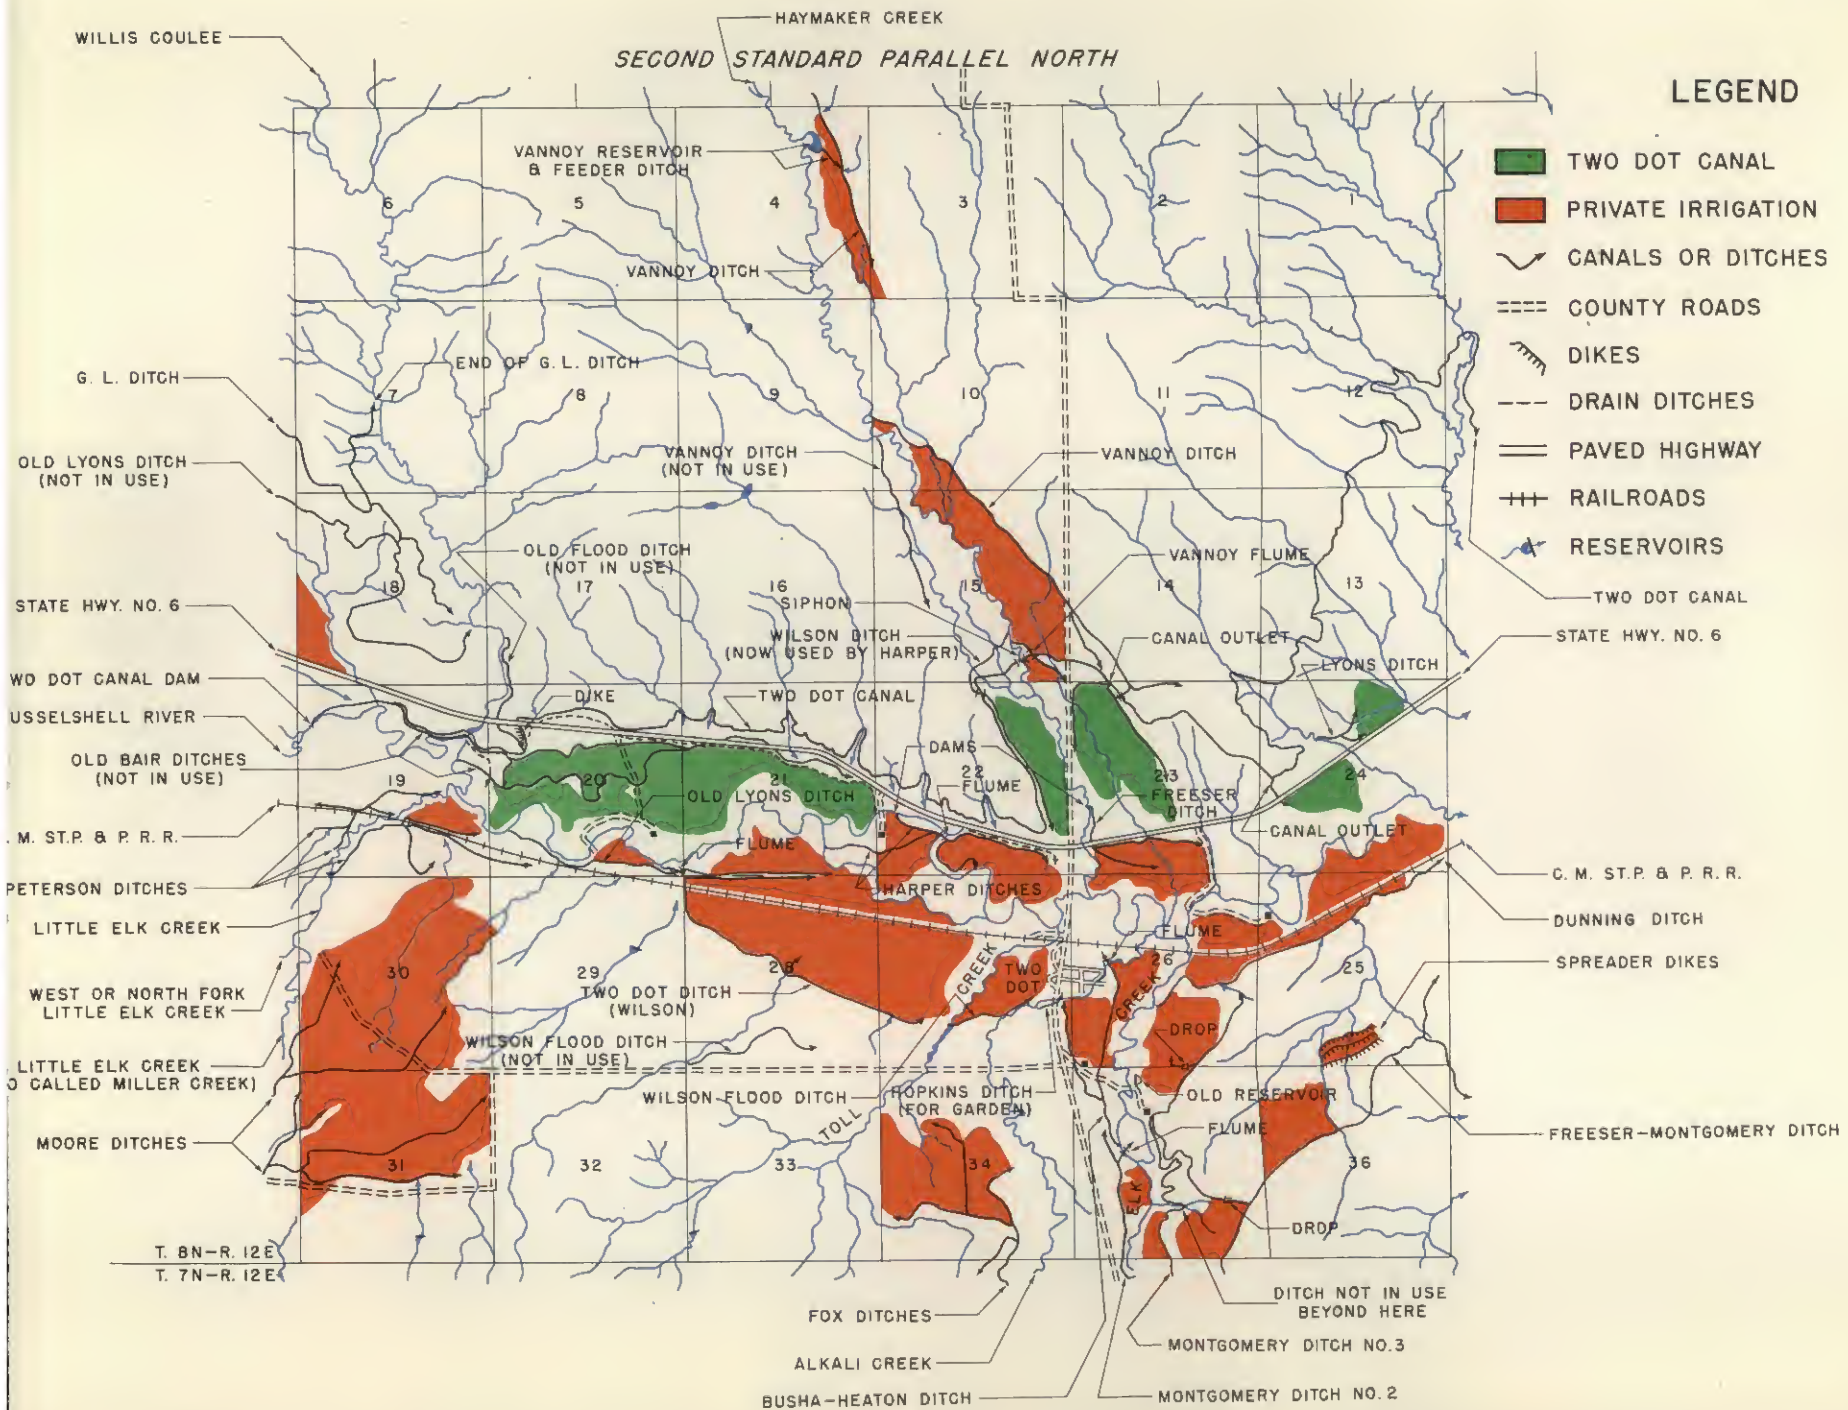 HAYMAKER CREEK
WILLIS COULEE
SECOND STANDARD PARALLEL NORTH
LEGEND
TWO DOT CANAL
PRIVATE IRRIGATION
CANALS OR DITCHES
COUNTY ROADS
DIKES
DRAIN DITCHES
PAVED HIGHWAY
RAILROADS
RESERVOIRS
VANNOY RESERVOIR
& FEEDER DITCH
6
5
4
3
2
1
VANNOY DITCH
G. L. DITCH
END OF G.L. DITCH
7
8
9
10
11
12
OLD LYONS DITCH
(NOT IN USE)
VANNOY DITCH
(NOT IN USE)
VANNOY DITCH
OLD FLOOD DITCH
(NOT IN USE)
VANNOY FLUME
18
17
16
15
14
13
SIPHON
TWO DOT CANAL
STATE HWY. NO. 6
WILSON DITCH
(NOW USED BY HARPER)
CANAL OUTLET
STATE HWY. NO. 6
LYONS DITCH
WO DOT CANAL DAM
DIKE
TWO DOT CANAL
USSELSHELL RIVER
OLD BAIR DITCHES
(NOT IN USE)
DAMS
19
20
21
22
23
24
FLUME
OLD LYONS DITCH
FREESER
DITCH
. M. ST.P. & P. R. R.
FLUME
CANAL OUTLET
PETERSON DITCHES
HARPER DITCHES
C. M. ST.P. & P. R. R.
LITTLE ELK CREEK
DUNNING DITCH
FLUME
30
29
28
CREEK
TWO
DOT
26
CREEK
25
SPREADER DIKES
WEST OR NORTH FORK
LITTLE ELK CREEK
TWO DOT DITCH
(WILSON)
DROP
WILSON FLOOD DITCH
(NOT IN USE)
LITTLE ELK CREEK
O CALLED MILLER CREEK)
WILSON FLOOD DITCH
HOPKINS DITCH
(FOR GARDEN)
OLD RESERVOIR
TOLL
FLUME
MOORE DITCHES
FREESER-MONTGOMERY DITCH
31
32
33
34
36
ELK
DROP
T. 8N-R. 12E
T. 7N-R. 12E
DITCH NOT IN USE
BEYOND HERE
FOX DITCHES
MONTGOMERY DITCH NO.3
ALKALI CREEK
BUSHA-HEATON DITCH
MONTGOMERY DITCH NO.2